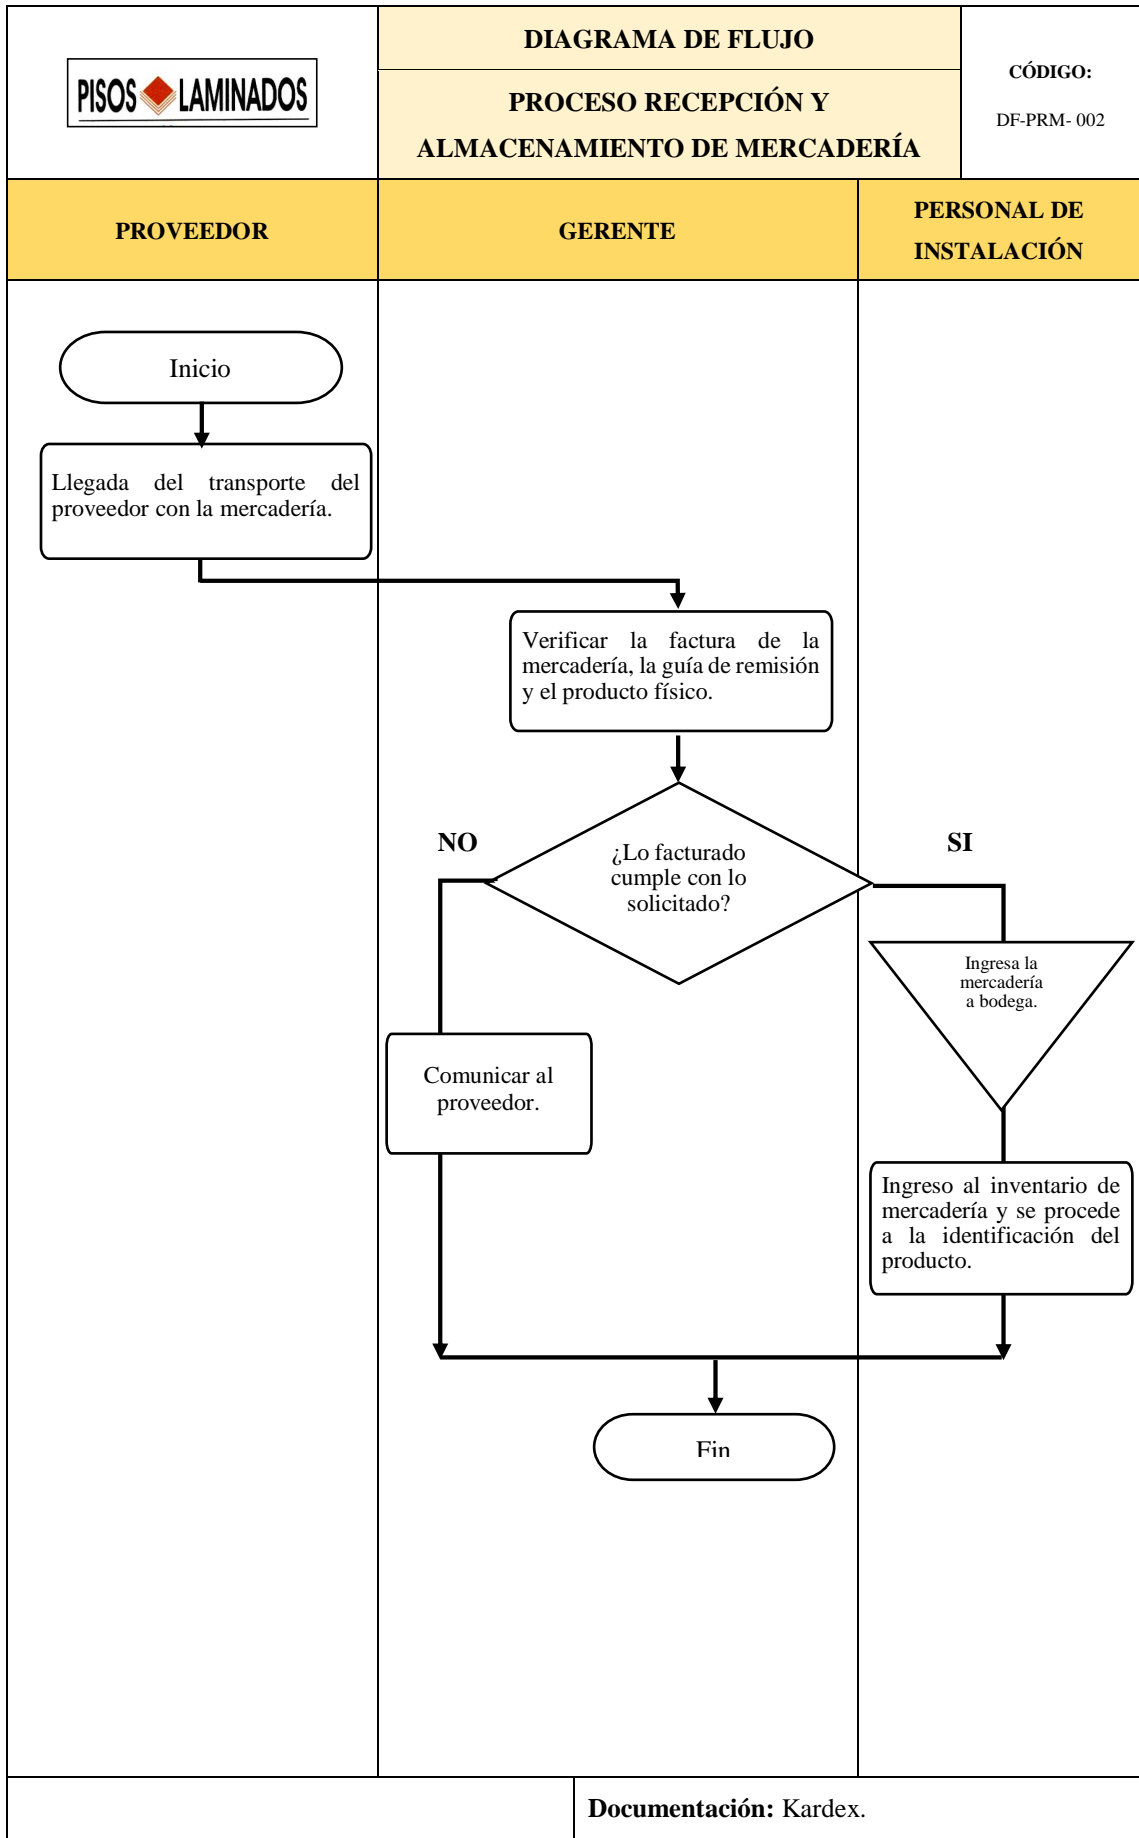 PISOS LAMINADOS
DIAGRAMA DE FLUJO
PROCESO RECEPCIÓN Y
ALMACENAMIENTO DE MERCADERÍA
CÓDIGO:
DF-PRM- 002
PROVEEDOR
GERENTE
PERSONAL DE
INSTALACIÓN
Inicio
Llegada del transporte del
proveedor con la mercadería.
Verificar la factura de la
mercadería, la guía de remisión
y el producto físico.
¿Lo facturado
cumple con lo
solicitado?
NO
SI
Ingresa la
mercadería
a bodega.
Comunicar al
proveedor.
Ingreso al inventario de
mercadería y se procede
a la identificación del
producto.
Fin
Documentación: Kardex.